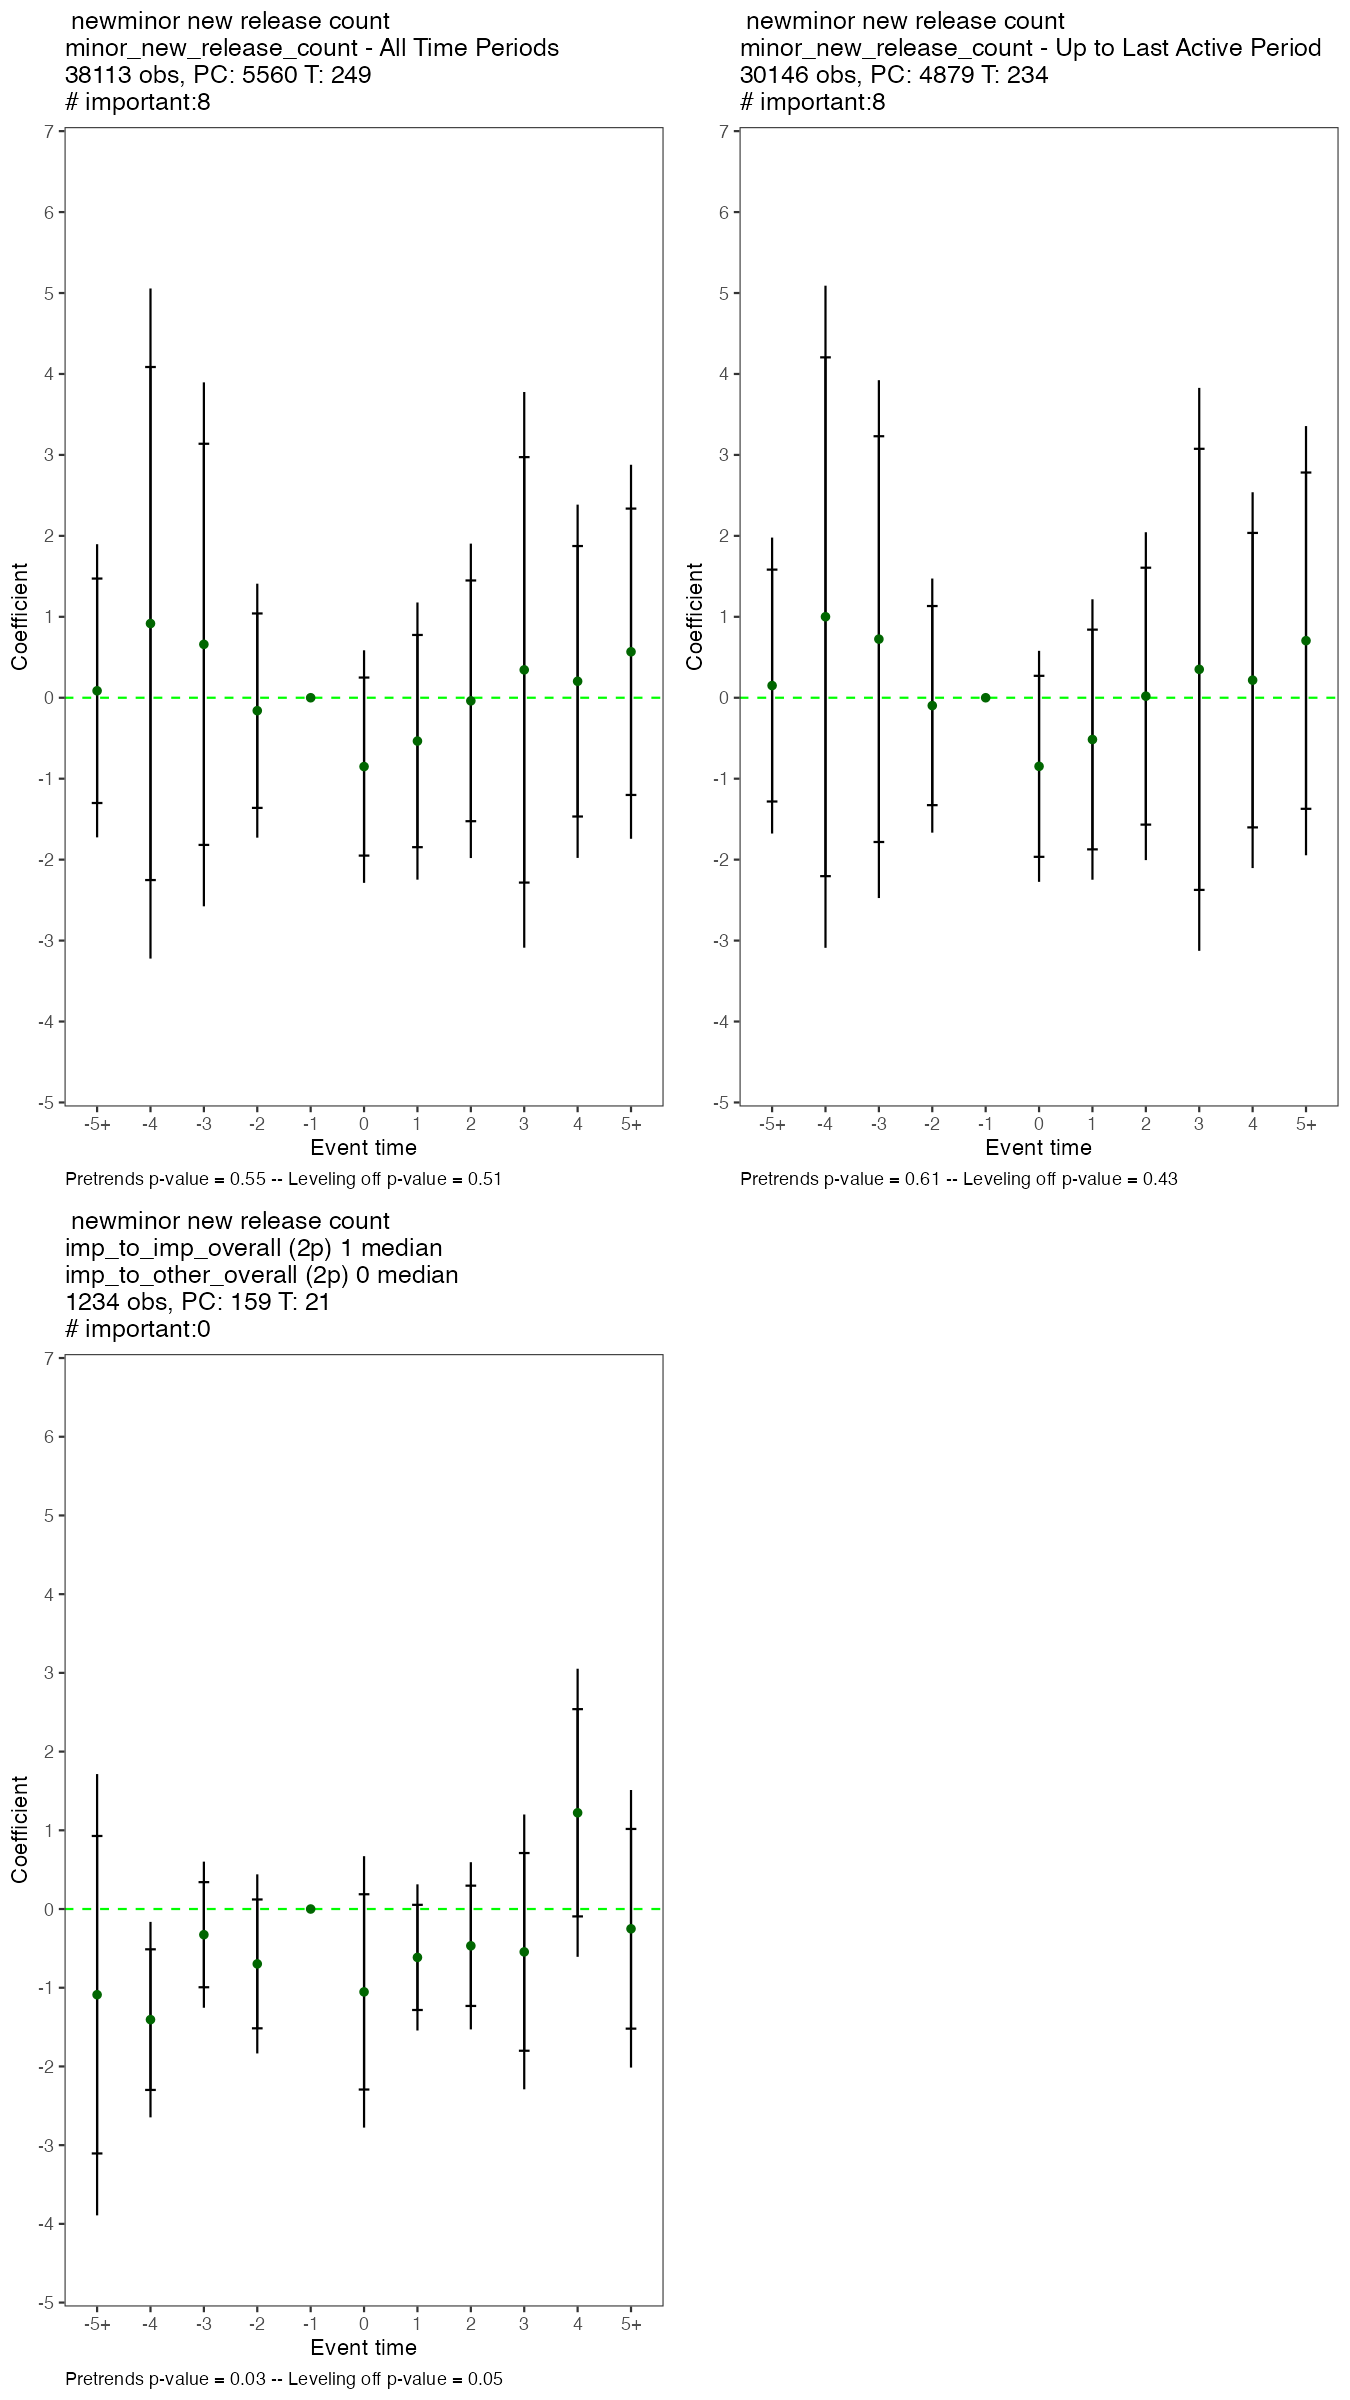 newminor new release count
minor_new_release_count - All Time Periods
38113 obs, PC: 5560 T: 249
# important:8
7
6
5
4
3
2
1
0
-1
-2
-3
-4
-5
Coefficient
-5+ -4 -3 -2 -1 0 1 2 3 4 5+
Event time
Pretrends p-value = 0.55 -- Leveling off p-value = 0.51
newminor new release count
minor_new_release_count - Up to Last Active Period
30146 obs, PC: 4879 T: 234
# important:8
7
6
5
4
3
2
1
0
-1
-2
-3
-4
-5
Coefficient
-5+ -4 -3 -2 -1 0 1 2 3 4 5+
Event time
Pretrends p-value = 0.61 -- Leveling off p-value = 0.43
newminor new release count
imp_to_imp_overall (2p) 1 median
imp_to_other_overall (2p) 0 median
1234 obs, PC: 159 T: 21
# important:0
7
6
5
4
3
2
1
0
-1
-2
-3
-4
-5
Coefficient
-5+ -4 -3 -2 -1 0 1 2 3 4 5+
Event time
Pretrends p-value = 0.03 -- Leveling off p-value = 0.05